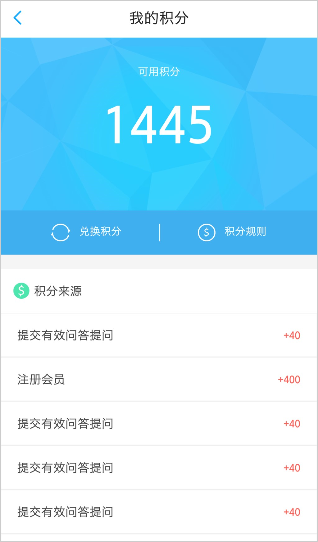 我的积分
可用积分
1445
兑换积分
积分规则
积分来源
提交有效问答提问 +40
注册会员 +400
提交有效问答提问 +40
提交有效问答提问 +40
提交有效问答提问 +40